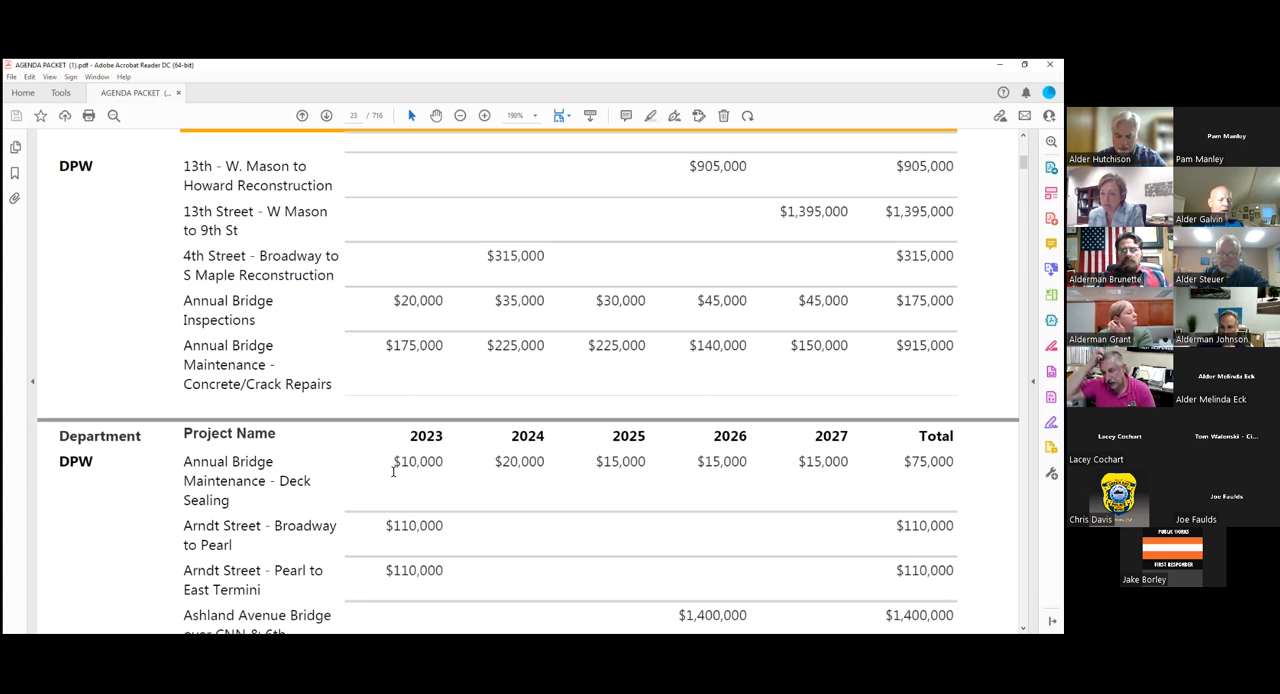 AGENDA PACKET (1).pdf - Adobe Acrobat Reader DC (64-bit)
File Edit View Sign Window Help
Home Tools AGENDA PACKET (... ×
23 / 716 190%
DPW 13th - W. Mason to $905,000 $905,000
Howard Reconstruction
13th Street - W Mason $1,395,000 $1,395,000
to 9th St
4th Street - Broadway to $315,000 $315,000
S Maple Reconstruction
Annual Bridge $20,000 $35,000 $30,000 $45,000 $45,000 $175,000
Inspections
Annual Bridge $175,000 $225,000 $225,000 $140,000 $150,000 $915,000
Maintenance -
Concrete/Crack Repairs
Department Project Name 2023 2024 2025 2026 2027 Total
DPW Annual Bridge $10,000 $20,000 $15,000 $15,000 $15,000 $75,000
Maintenance - Deck
Sealing
Arndt Street - Broadway $110,000 $110,000
to Pearl
Arndt Street - Pearl to $110,000 $110,000
East Termini
Ashland Avenue Bridge $1,400,000 $1,400,000
over CNN & 6th
Alder Hutchison
Pam Manley
Pam Manley
Alder Galvin
Alderman Brunette
Alder Steuer
Alderman Grant
Alderman Johnson
Alder Melinda Eck
Alder Melinda Eck
Lacey Cochart
Lacey Cochart
Tom Walenski - Ci...
Chris Davis
Joe Faulds
Joe Faulds
PUBLIC WORKS
FIRST RESPONDER
Jake Borley